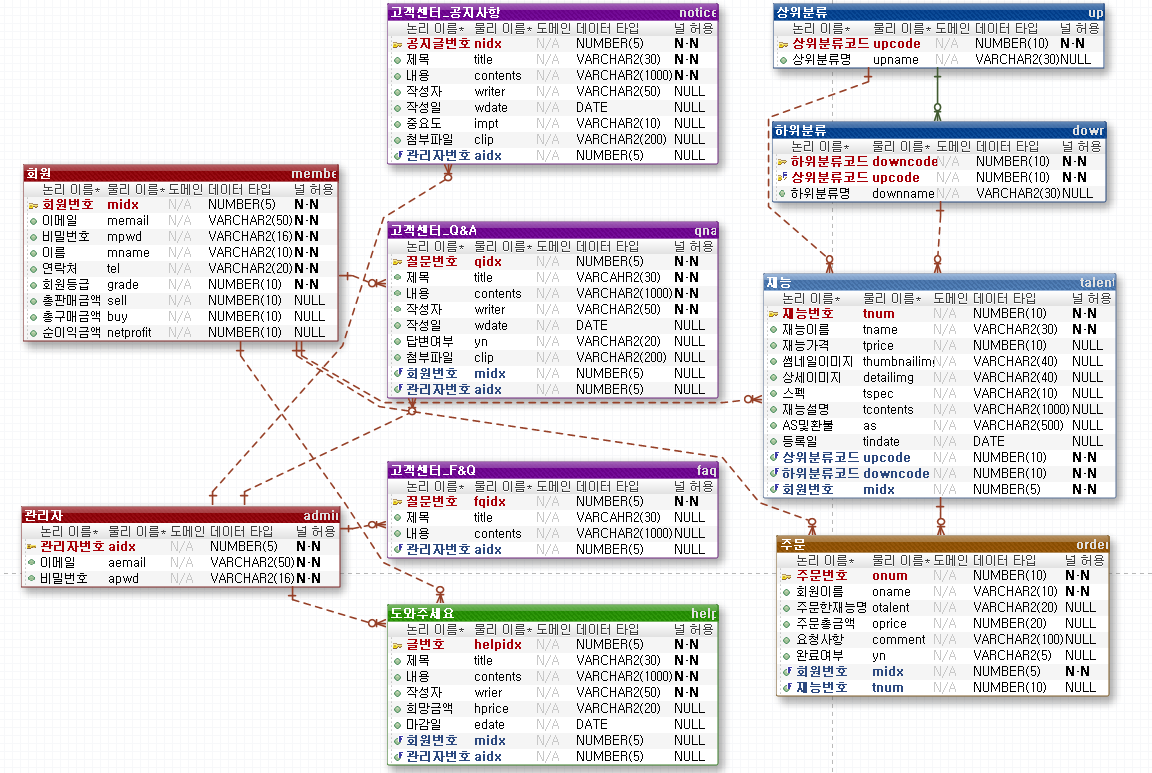 고객센터_공지사항 notice
논리 이름* 물리 이름* 도메인 데이터 타입 널 허용
공지글번호 nidx N/A NUMBER(5) N-N
제목 title N/A VARCHAR2(30) N-N
내용 contents N/A VARCHAR2(1000) N-N
작성자 writer N/A VARCHAR2(50) NULL
작성일 wdate N/A DATE NULL
중요도 impt N/A VARCHAR2(10) NULL
첨부파일 clip N/A VARCHAR2(200) NULL
관리자번호 aidx N/A NUMBER(5) NULL
상위분류 up
논리 이름* 물리 이름* 도메인 데이터 타입 널 허용
상위분류코드 upcode N/A NUMBER(10) N-N
상위분류명 upname N/A VARCHAR2(30) NULL
하위분류 dowr
논리 이름* 물리 이름* 도메인 데이터 타입 널 허용
하위분류코드 downcode N/A NUMBER(10) N-N
상위분류코드 upcode N/A NUMBER(10) N-N
하위분류명 downname N/A VARCHAR2(30) NULL
회원 membe
논리 이름* 물리 이름* 도메인 데이터 타입 널 허용
회원번호 midx N/A NUMBER(5) N-N
이메일 memail N/A VARCHAR2(50) N-N
비밀번호 mpwd N/A VARCHAR2(16) N-N
이름 mname N/A VARCHAR2(10) N-N
연락처 tel N/A VARCHAR2(20) N-N
회원등급 grade N/A NUMBER(10) N-N
총판매금액 sell N/A NUMBER(10) NULL
총구매금액 buy N/A NUMBER(10) NULL
순이익금액 netprofit N/A NUMBER(10) NULL
고객센터_Q&A qna
논리 이름* 물리 이름* 도메인 데이터 타입 널 허용
질문번호 qidx N/A NUMBER(5) N-N
제목 title N/A VARCAHR2(30) N-N
내용 contents N/A VARCHAR2(1000) N-N
작성자 writer N/A VARCHAR2(50) N-N
작성일 wdate N/A DATE NULL
답변여부 yn N/A VARCHAR2(20) NULL
첨부파일 clip N/A VARCHAR2(200) NULL
회원번호 midx N/A NUMBER(5) N-N
관리자번호 aidx N/A NUMBER(5) NULL
재능 talent
논리 이름* 물리 이름* 도메인 데이터 타입 널 허용
재능번호 tnum N/A NUMBER(10) N-N
재능이름 tname N/A VARCHAR2(30) N-N
재능가격 tprice N/A NUMBER(10) N-N
썸네일이미지 thumbnailim N/A VARCHAR2(40) NULL
상세이미지 detailimg N/A VARCHAR2(40) NULL
스펙 tspec N/A VARCHAR2(10) NULL
재능설명 tcontents N/A VARCHAR2(1000) NULL
AS및환불 as N/A VARCHAR2(500) NULL
등록일 tindate N/A DATE NULL
상위분류코드 upcode N/A NUMBER(10) N-N
하위분류코드 downcode N/A NUMBER(10) N-N
회원번호 midx N/A NUMBER(5) N-N
고객센터_F&Q faq
논리 이름* 물리 이름* 도메인 데이터 타입 널 허용
질문번호 fqidx N/A NUMBER(5) N-N
제목 title N/A VARCAHR2(30) NULL
내용 contents N/A VARCHAR2(1000) NULL
관리자번호 aidx N/A NUMBER(5) NULL
관리자 admin
논리 이름* 물리 이름* 도메인 데이터 타입 널 허용
관리자번호 aidx N/A NUMBER(5) N-N
이메일 aemail N/A VARCHAR2(50) N-N
비밀번호 apwd N/A VARCHAR2(16) N-N
주문 order
논리 이름* 물리 이름* 도메인 데이터 타입 널 허용
주문번호 onum N/A NUMBER(10) N-N
회원이름 oname N/A VARCHAR2(10) N-N
주문한재능명 otalent N/A VARCHAR2(20) NULL
주문총금액 oprice N/A NUMBER(20) NULL
요청사항 comment N/A VARCHAR2(100) NULL
완료여부 yn N/A VARCHAR2(5) NULL
회원번호 midx N/A NUMBER(5) N-N
재능번호 tnum N/A NUMBER(10) NULL
도와주세요 help
논리 이름* 물리 이름* 도메인 데이터 타입 널 허용
글번호 helpidx N/A NUMBER(5) N-N
제목 title N/A VARCHAR2(30) N-N
내용 contents N/A VARCHAR2(1000) N-N
작성자 wrier N/A VARCHAR2(50) N-N
희망금액 hprice N/A VARCHAR2(20) NULL
마감일 edate N/A DATE NULL
회원번호 midx N/A NUMBER(5) NULL
관리자번호 aidx N/A NUMBER(5) NULL